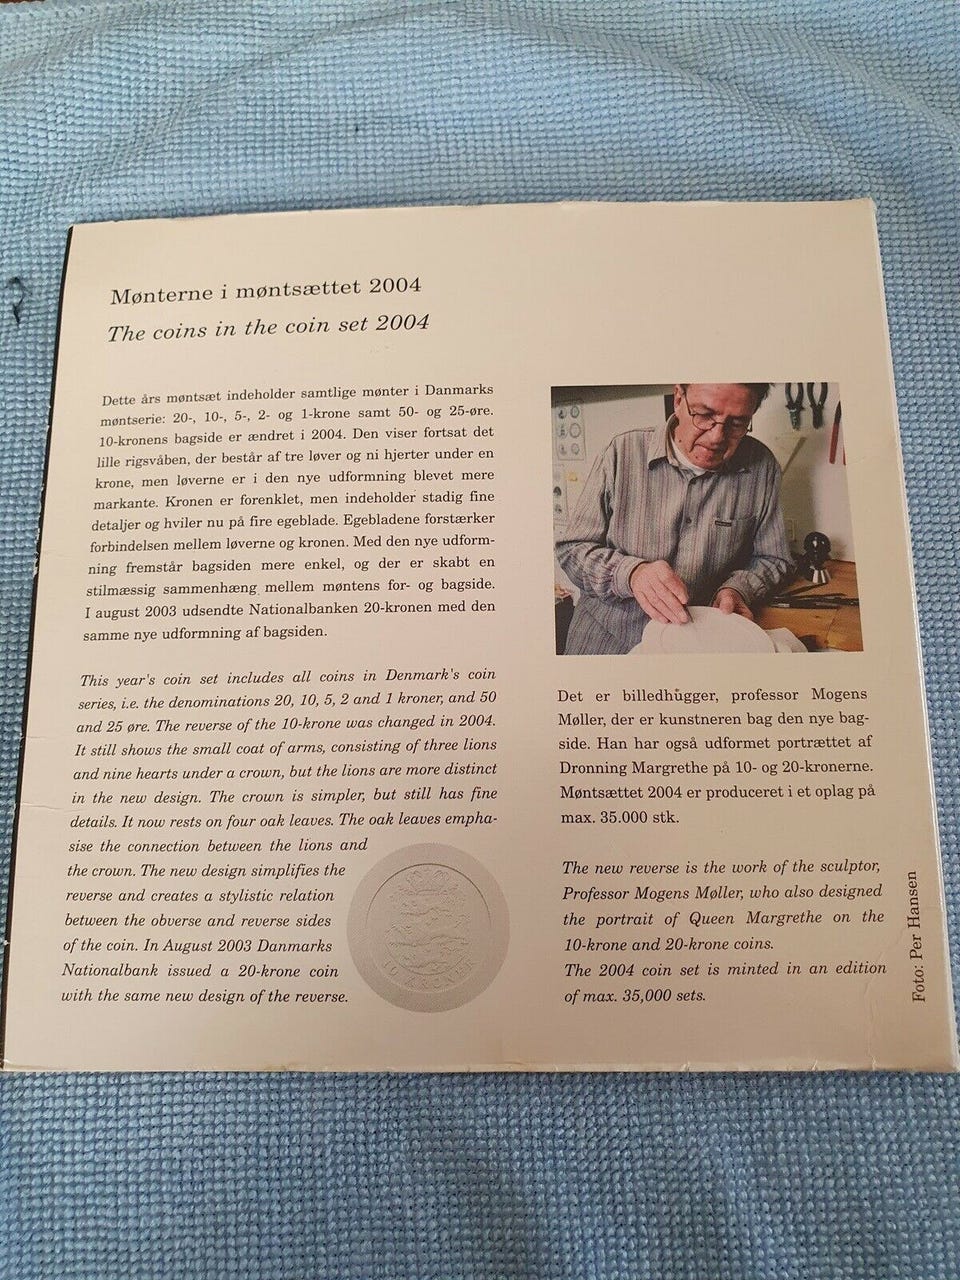 Mønterne i møntsættet 2004
The coins in the coin set 2004
Dette års møntsæt indeholder samtlige mønter i Danmarks
møntserie: 20-, 10-, 5-, 2- og 1-krone samt 50- og 25-øre.
10-kronens bagside er ændret i 2004. Den viser fortsat det
lille rigsvåben, der består af tre løver og ni hjerter under en
krone, men løverne er i den nye udformning blevet mere
markante. Kronen er forenklet, men indeholder stadig fine
detaljer og hviler nu på fire egeblade. Egebladene forstærker
forbindelsen mellem løverne og kronen. Med den nye udform-
ning fremstår bagsiden mere enkel, og der er skabt en
stilmæssig sammenhæng mellem møntens for- og bagside.
I august 2003 udsendte Nationalbanken 20-kronen med den
samme nye udformning af bagsiden.
This year's coin set includes all coins in Denmark's coin
series, i.e. the denominations 20, 10, 5, 2 and 1 kroner, and 50
and 25 øre. The reverse of the 10-krone was changed in 2004.
It still shows the small coat of arms, consisting of three lions
and nine hearts under a crown, but the lions are more distinct
in the new design. The crown is simpler, but still has fine
details. It now rests on four oak leaves. The oak leaves empha-
sise the connection between the lions and
the crown. The new design simplifies the
reverse and creates a stylistic relation
between the obverse and reverse sides
of the coin. In August 2003 Danmarks
Nationalbank issued a 20-krone coin
with the same new design of the reverse.
10 KRONER
Det er billedhugger, professor Mogens
Møller, der er kunstneren bag den nye bag-
side. Han har også udformet portrættet af
Dronning Margrethe på 10- og 20-kronerne.
Møntsættet 2004 er produceret i et oplag på
max. 35.000 stk.
The new reverse is the work of the sculptor,
Professor Mogens Møller, who also designed
the portrait of Queen Margrethe on the
10-krone and 20-krone coins.
The 2004 coin set is minted in an edition
of max. 35,000 sets.
Foto: Per Hansen